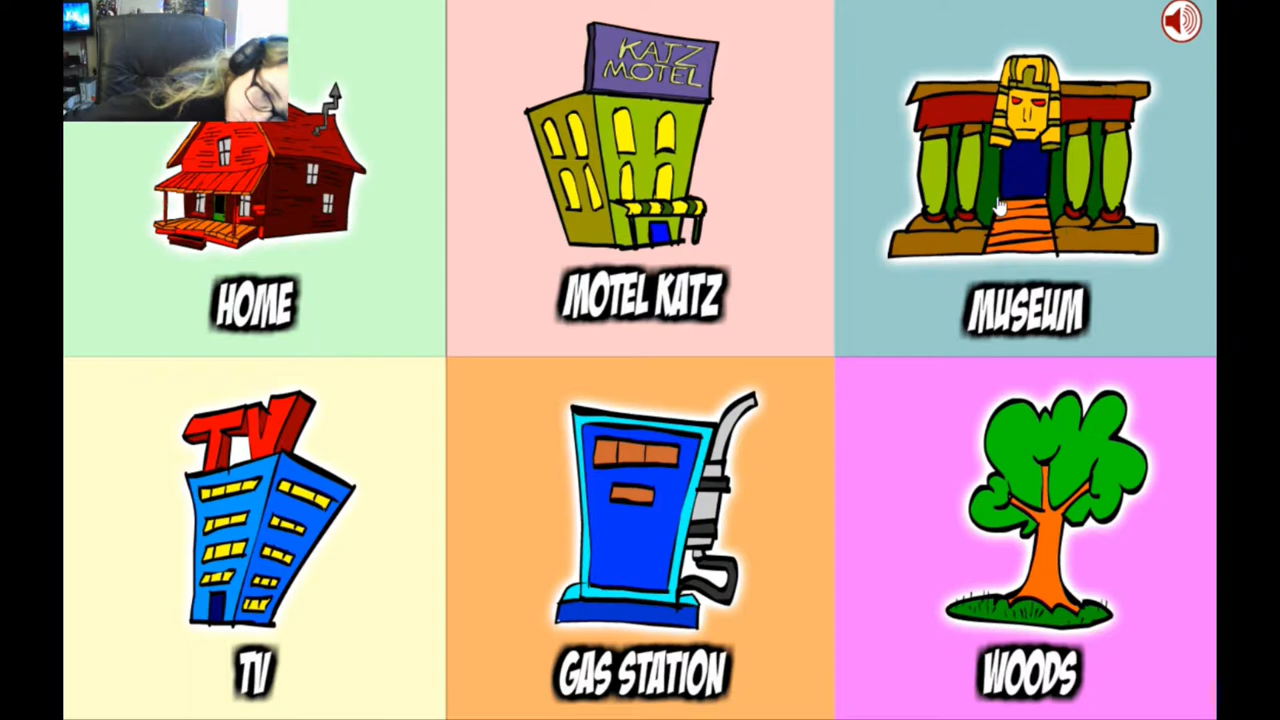 KATZ
MOTEL
HOME
MOTEL KATZ
MUSEUM
TV
TV
GAS STATION
WOODS